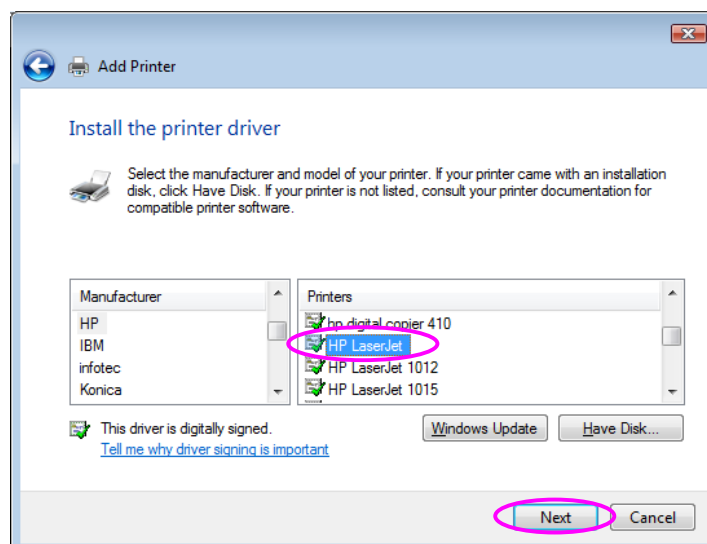 Add Printer
Install the printer driver
Select the manufacturer and model of your printer. If your printer came with an installation
disk, click Have Disk. If your printer is not listed, consult your printer documentation for
compatible printer software.
Manufacturer
HP
IBM
infotec
Konica
Printers
hp digital copier 410
HP LaserJet
HP LaserJet 1012
HP LaserJet 1015
This driver is digitally signed.
Tell me why driver signing is important
Windows Update
Have Disk...
Next
Cancel